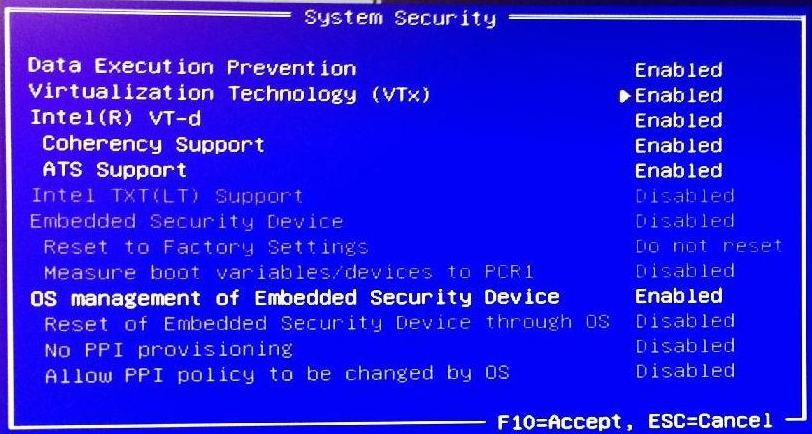 System Security
Data Execution Prevention Enabled
Virtualization Technology (VTx) ▶Enabled
Intel(R) VT-d Enabled
Coherency Support Enabled
ATS Support Enabled
Intel TXT(LT) Support Disabled
Embedded Security Device Disabled
Reset to Factory Settings Do not reset
Measure boot variables/devices to PCR1 Disabled
OS management of Embedded Security Device Enabled
Reset of Embedded Security Device through OS Disabled
No PPI provisioning Disabled
Allow PPI policy to be changed by OS Disabled
F10=Accept, ESC=Cancel